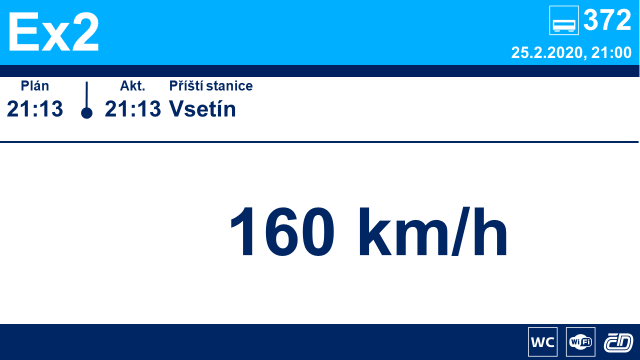 Ex2
372
25.2.2020, 21:00
Plán Akt. Příští stanice
21:13 21:13 Vsetín
160 km/h
WC WiFi ČD